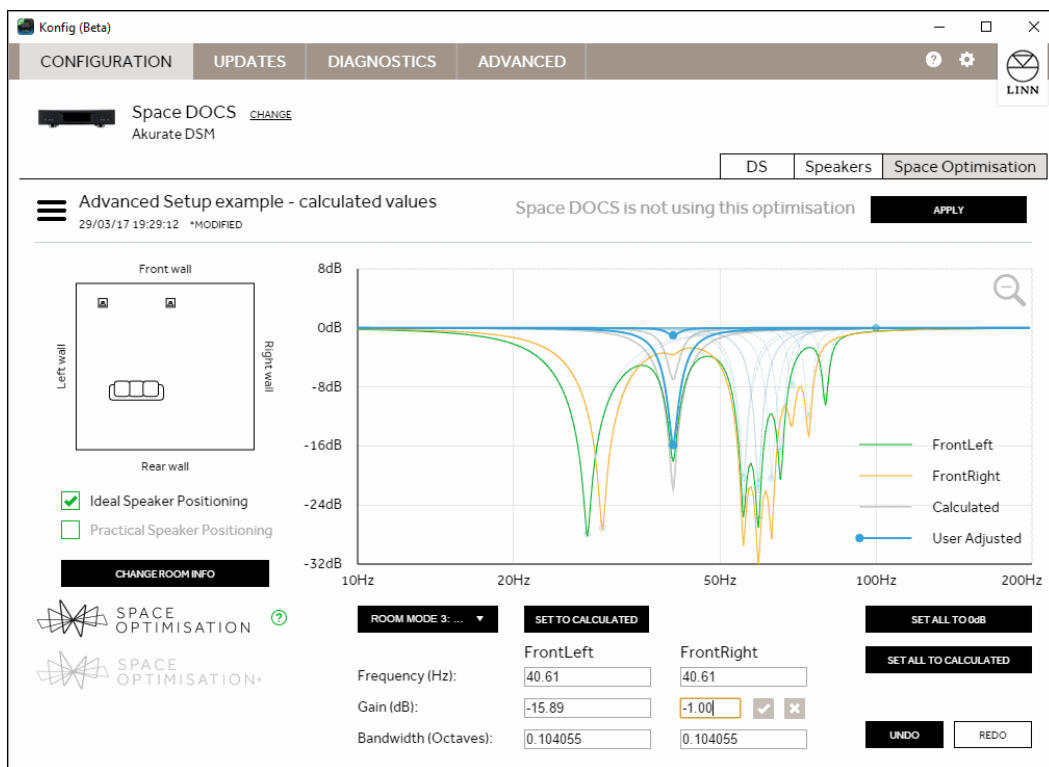 Konfig (Beta)
CONFIGURATION UPDATES DIAGNOSTICS ADVANCED
?
LINN
Space DOCS CHANGE
Akurate DSM
DS Speakers Space Optimisation
Advanced Setup example - calculated values
29/03/17 19:29:12 *MODIFIED
Space DOCS is not using this optimisation
APPLY
Front wall
Left wall
Right wall
Rear wall
Ideal Speaker Positioning
Practical Speaker Positioning
CHANGE ROOM INFO
SPACE
OPTIMISATION
?
SPACE
OPTIMISATION+
8dB
0dB
-8dB
-16dB
-24dB
-32dB
10Hz 20Hz 50Hz 100Hz 200Hz
FrontLeft
FrontRight
Calculated
User Adjusted
ROOM MODE 3: ...
SET TO CALCULATED
SET ALL TO 0dB
SET ALL TO CALCULATED
FrontLeft FrontRight
Frequency (Hz): 40.61 40.61
Gain (dB): -15.89 -1.00
Bandwidth (Octaves): 0.104055 0.104055
UNDO REDO